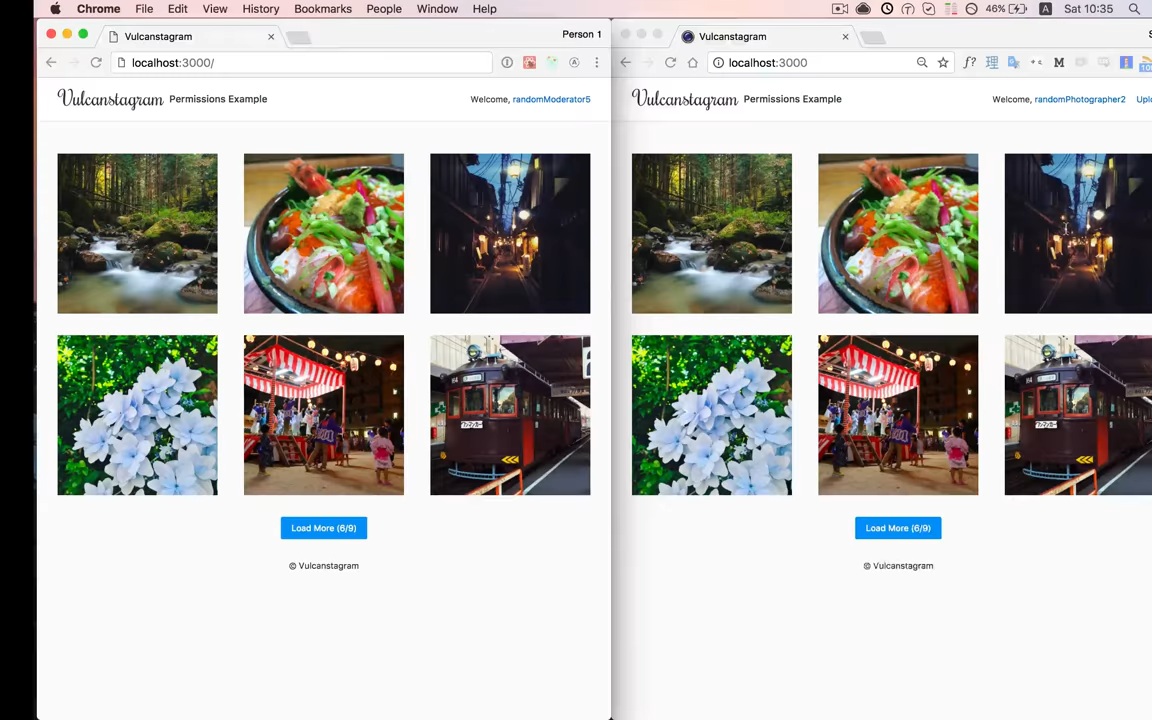 Chrome File Edit View History Bookmarks People Window Help 46% A Sat 10:35
Vulcanstagram
Person 1
localhost:3000/
Vulcanstagram Permissions Example
Welcome, randomModerator5
Load More (6/9)
© Vulcanstagram
Vulcanstagram
localhost:3000
f? 理 M
Vulcanstagram Permissions Example
Welcome, randomPhotographer2 Uplo
Load More (6/9)
© Vulcanstagram